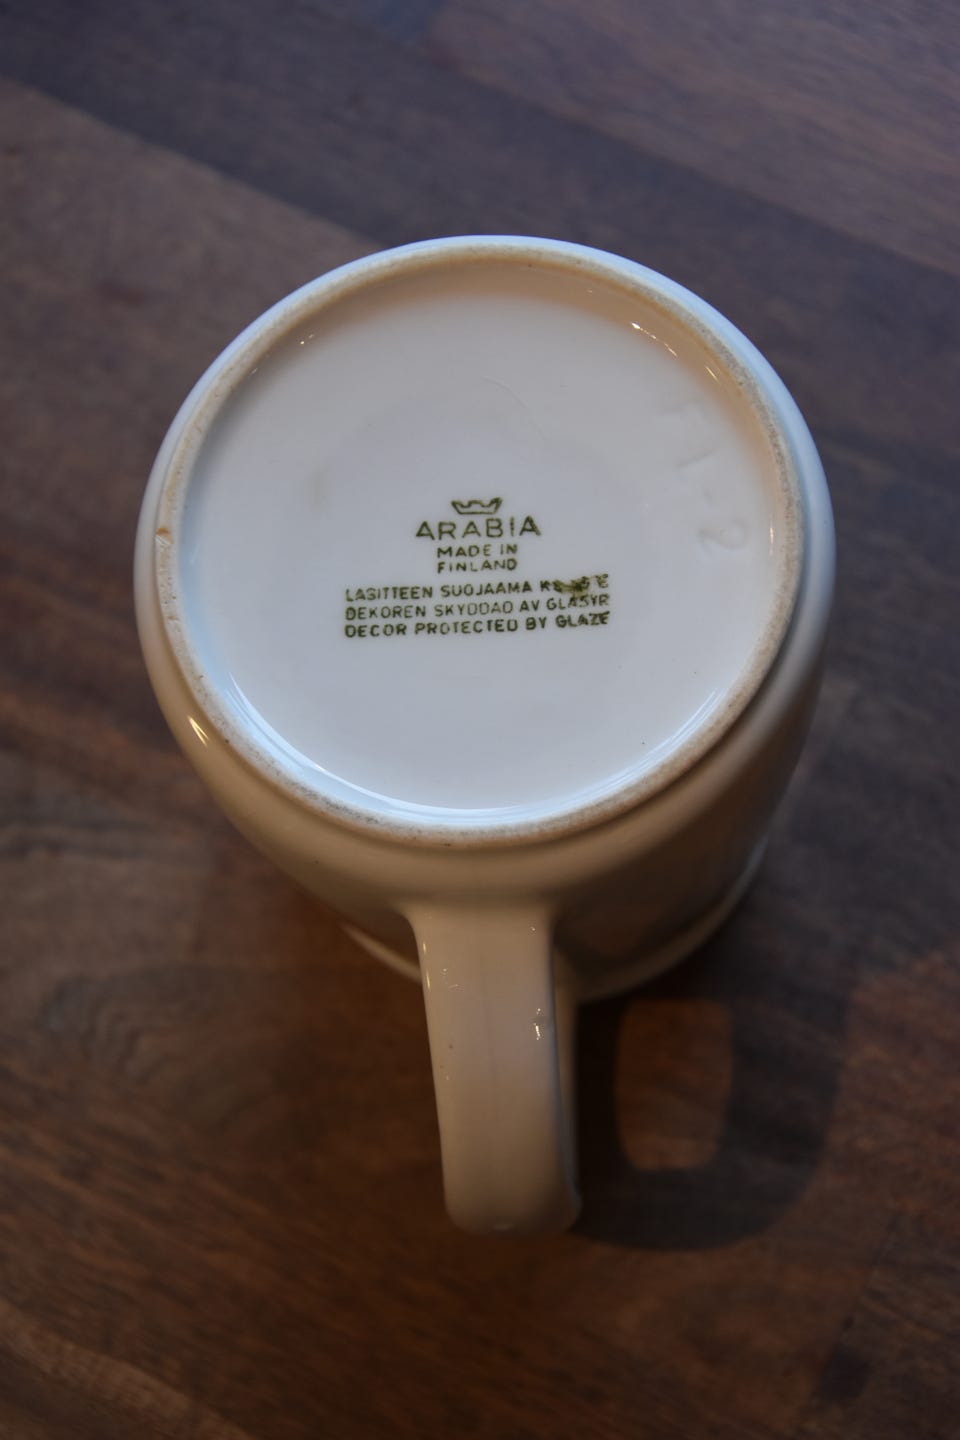 ARABIA
MADE IN
FINLAND
LASITTEEN SUOJAAMA
DEKOREN SKYDDAD AV GLASYR
DECOR PROTECTED BY GLAZE